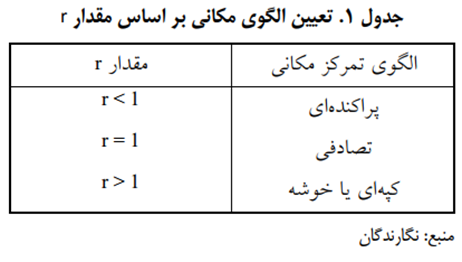 جدول ۱. تعیین الگوی مکانی بر اساس مقدار r
الگوی تمرکز مکانی	مقدار r
پراکنده‌ای	r < 1
تصادفی	r = 1
کپه‌ای یا خوشه	r > 1
منبع: نگارندگان